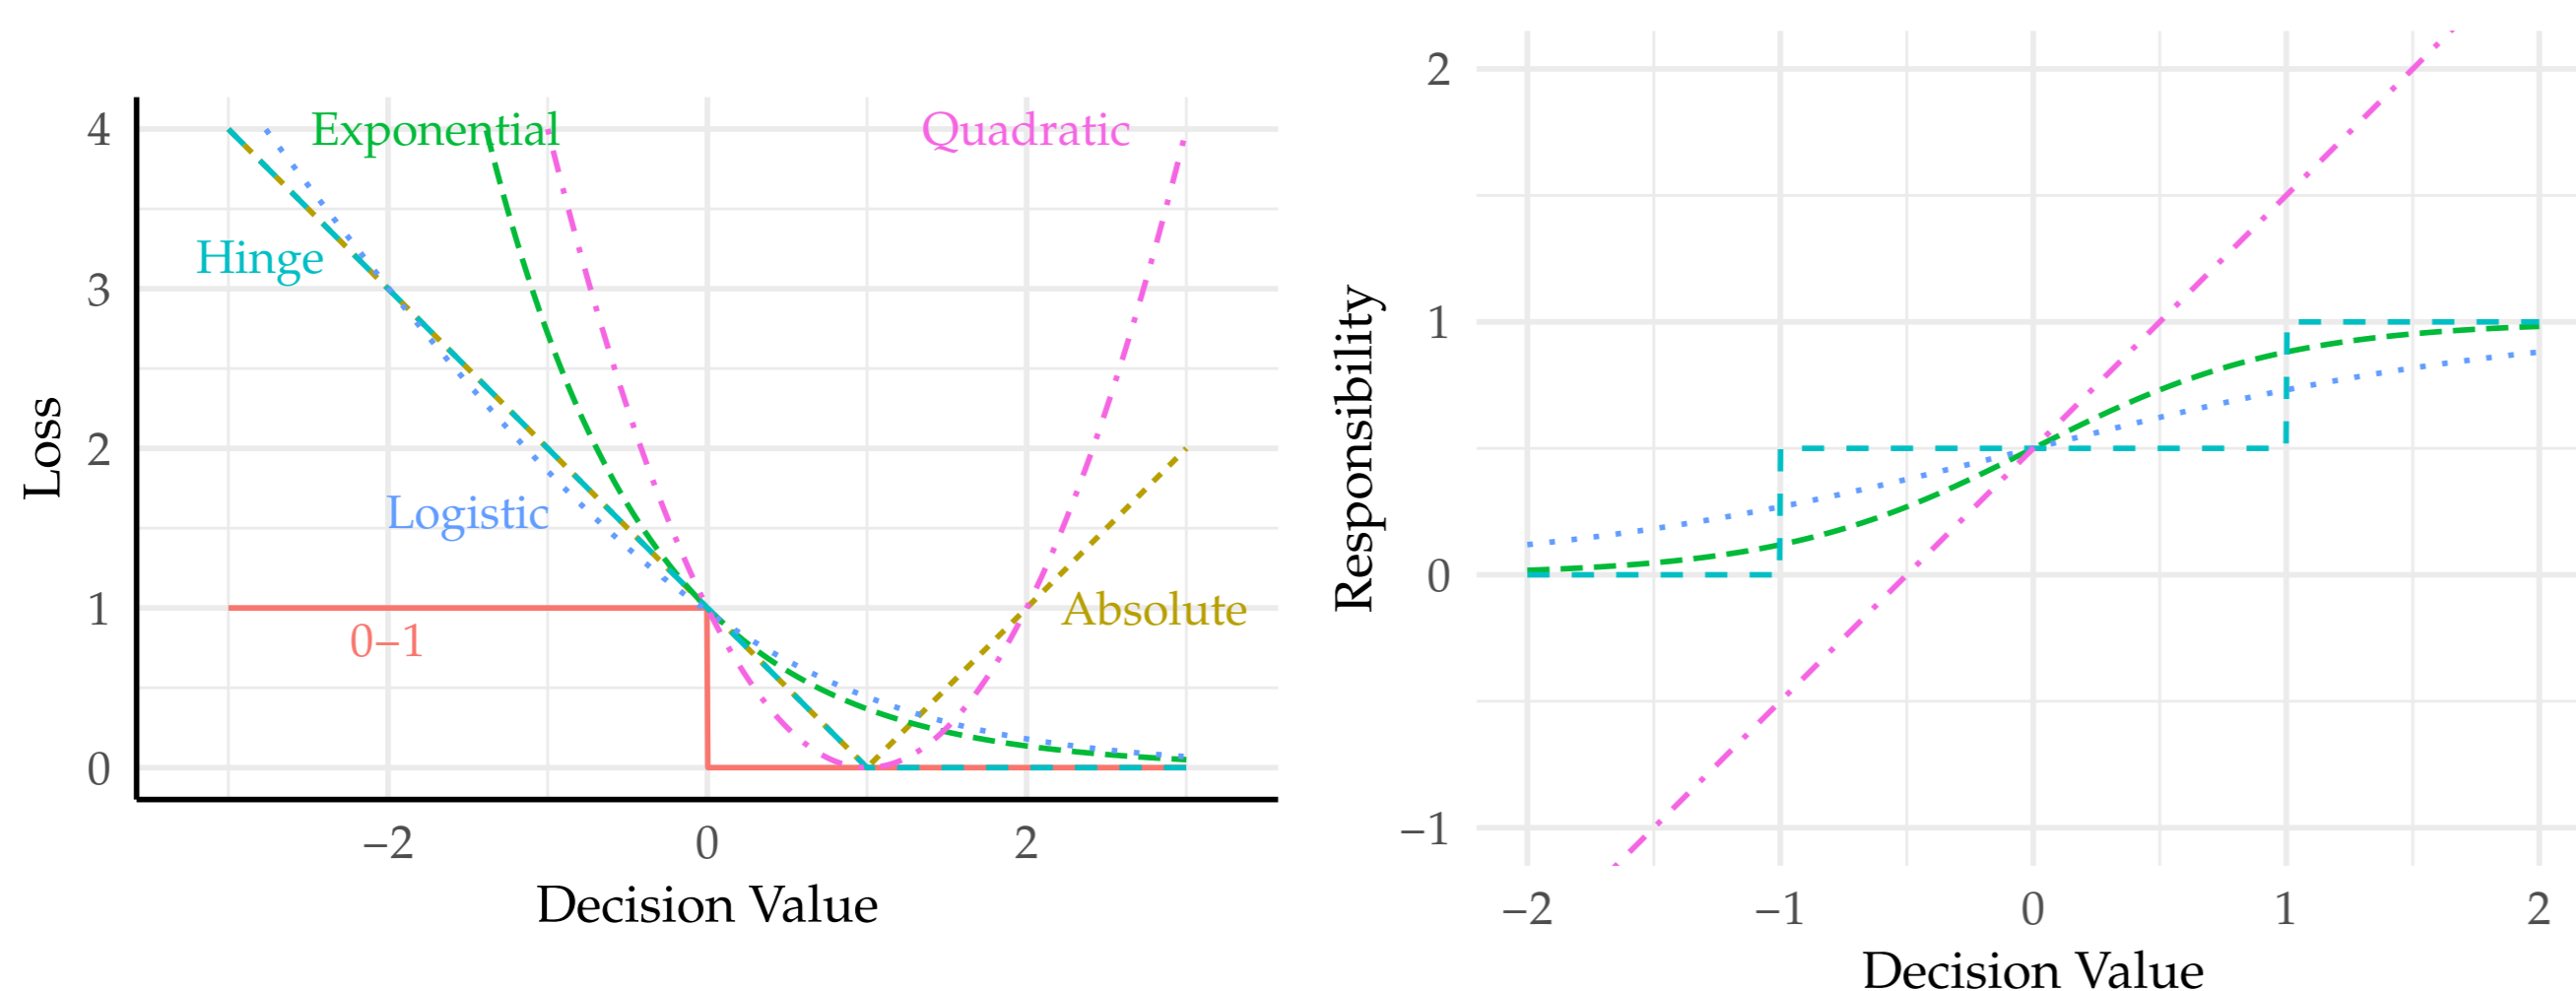 4
3
2
1
0
Loss
Exponential
Quadratic
Hinge
Logistic
0–1
Absolute
−2 0 2
Decision Value
2
1
0
−1
Responsibility
−2 −1 0 1 2
Decision Value